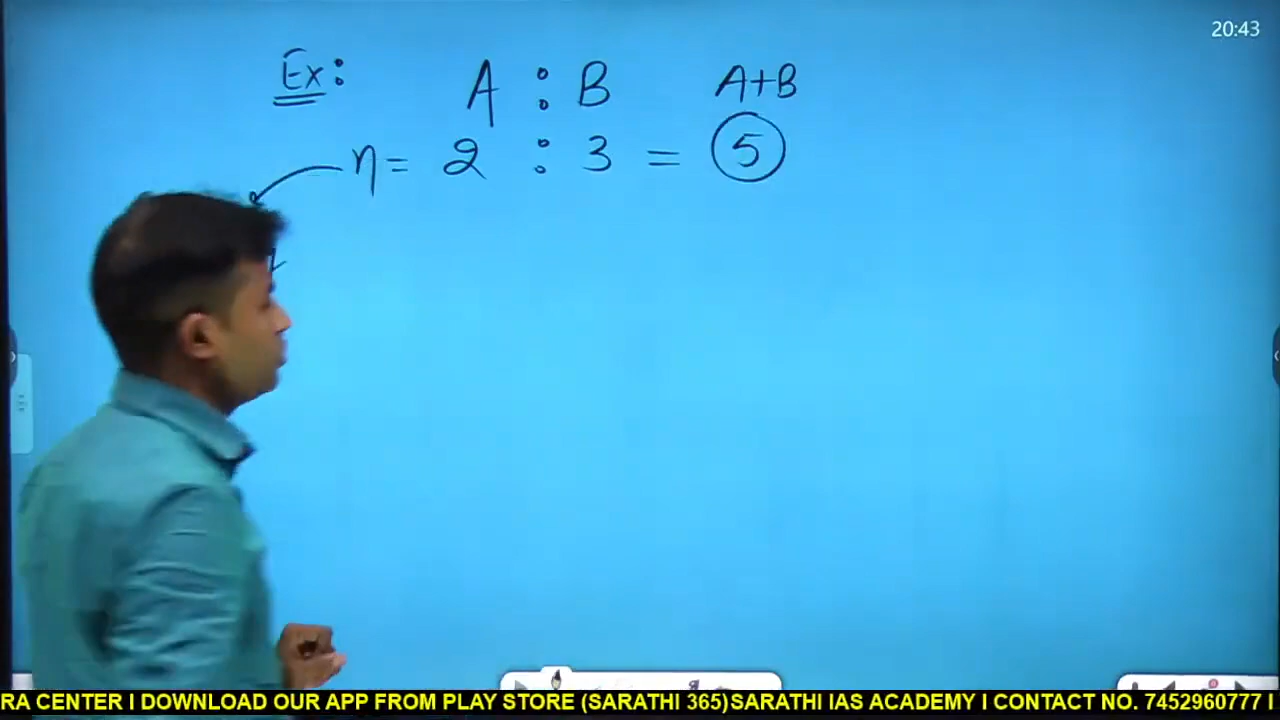 20:43
Ex: A : B A+B
η = 2 : 3 = 5
RA CENTER I DOWNLOAD OUR APP FROM PLAY STORE (SARATHI 365)SARATHI IAS ACADEMY I CONTACT NO. 7452960777 I